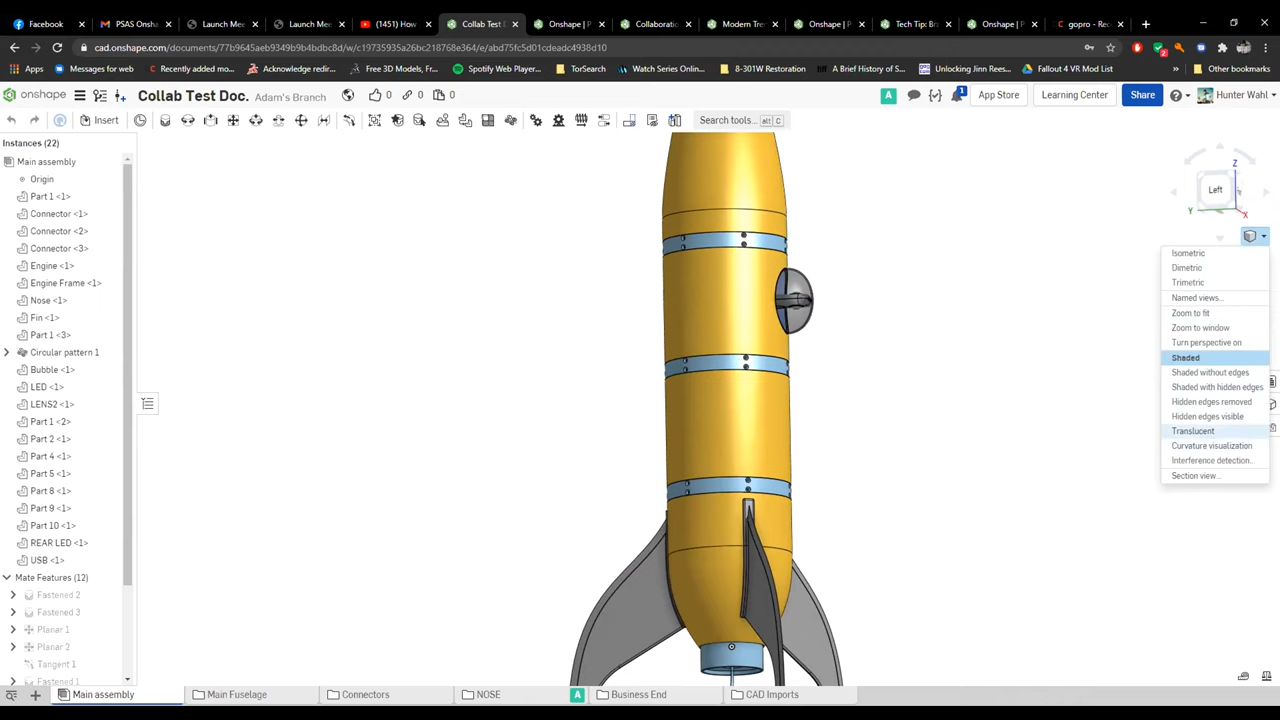 Facebook
PSAS Onsha
Launch Mee
Launch Mee
(1451) How
Collab Test D
Onshape | P
Collaboratio
Modern Tre
Onshape | P
Tech Tip: Br
Onshape | P
gopro - Reo
cad.onshape.com/documents/77b9645aeb9349b9b4bdbc8d/w/c19735935a26bc218768e3ac/e/abd75fc5d01cdeadc4938d10
Apps
Messages for web
Recently added mo...
Acknowledge redir...
Free 3D Models, Fr...
Spotify Web Player...
TorSearch
Watch Series Onlin...
8-301W Restoration
A Brief History of S...
Unlocking Jinn Rees...
Fallout 4 VR Mod List
»
Other bookmarks
onshape
Collab Test Doc.
Adam's Branch
0
0
0
A
1
App Store
Learning Center
Share
Hunter Wahl
Insert
Search tools...
alt
C
Instances (22)
Main assembly
Origin
Part 1 <1>
Connector <1>
Connector <2>
Connector <3>
Engine <1>
Engine Frame <1>
Nose <1>
Fin <1>
Part 1 <3>
Circular pattern 1
Bubble <1>
LED <1>
LENS2 <1>
Part 1 <2>
Part 2 <1>
Part 4 <1>
Part 5 <1>
Part 8 <1>
Part 9 <1>
Part 10 <1>
REAR LED <1>
USB <1>
Mate Features (12)
Fastened 2
Fastened 3
Planar 1
Planar 2
Tangent 1
Fastened 1
Z
Left
Y
X
Isometric
Dimetric
Trimetric
Named views...
Zoom to fit
Zoom to window
Turn perspective on
Shaded
Shaded without edges
Shaded with hidden edges
Hidden edges removed
Hidden edges visible
Translucent
Curvature visualization
Interference detection...
Section view...
Main assembly
Main Fuselage
Connectors
NOSE
A
Business End
CAD Imports